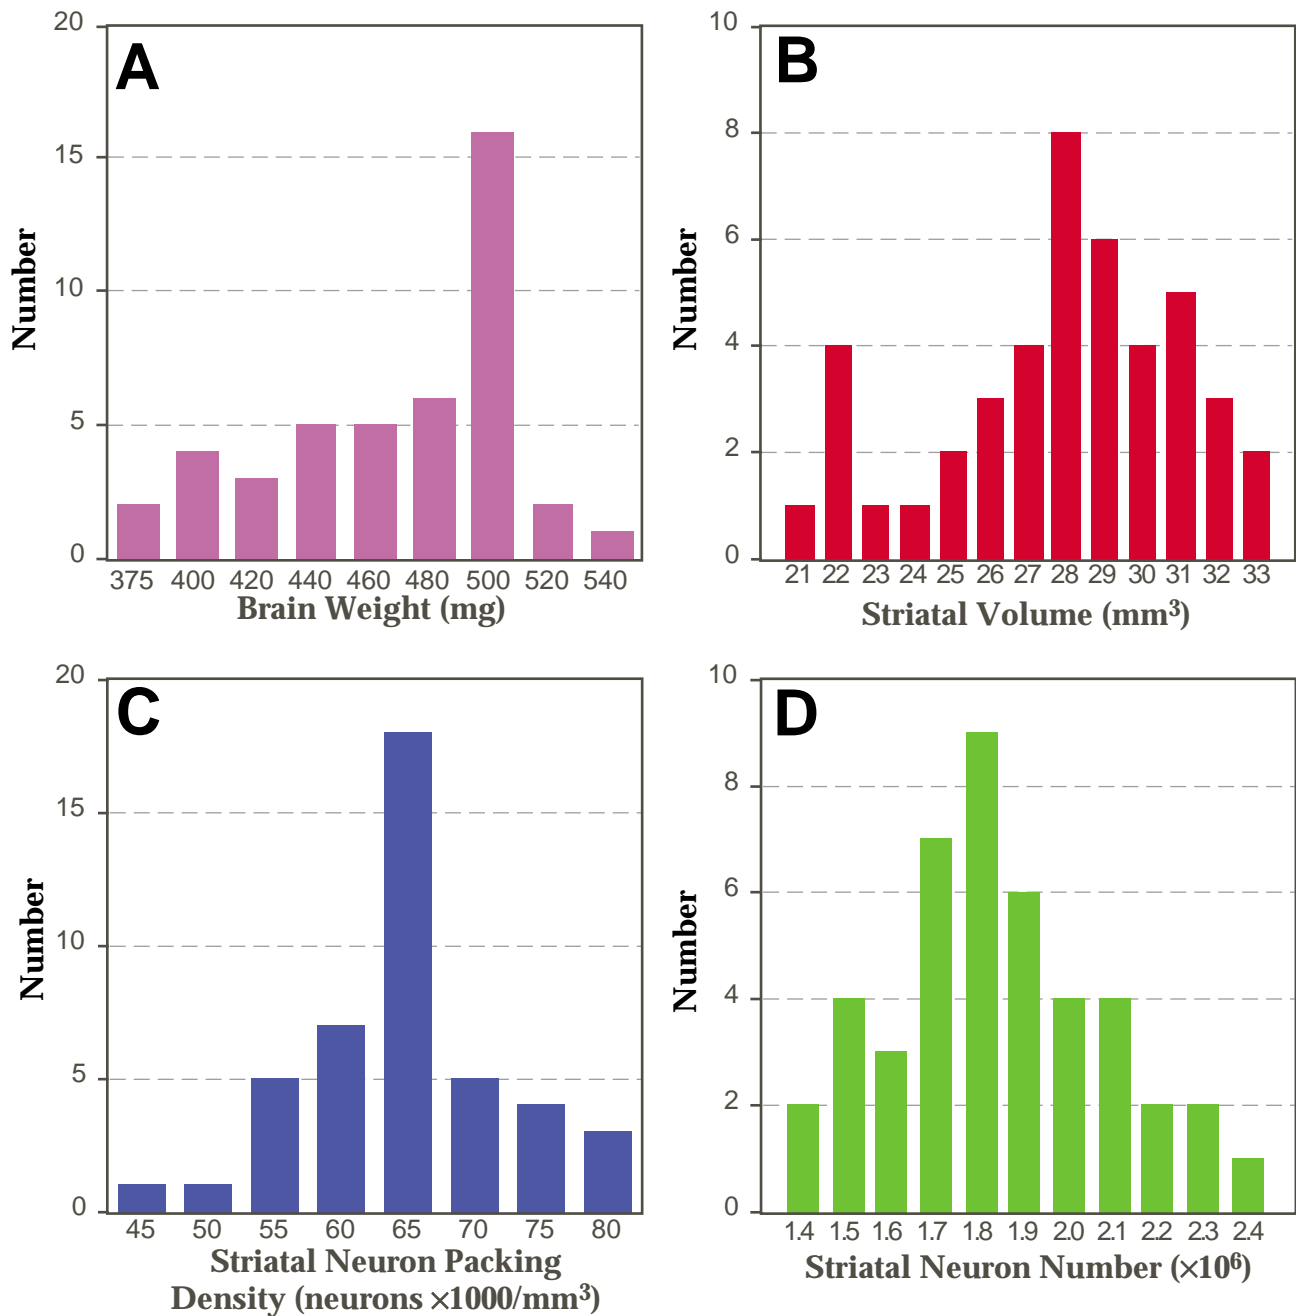 A
20
15
10
5
0
Number
375 400 420 440 460 480 500 520 540
Brain Weight (mg)
B
10
8
6
4
2
0
Number
21 22 23 24 25 26 27 28 29 30 31 32 33
Striatal Volume (mm³)
C
20
15
10
5
0
Number
45 50 55 60 65 70 75 80
Striatal Neuron Packing
Density (neurons ×1000/mm³)
D
10
8
6
4
2
0
Number
1.4 1.5 1.6 1.7 1.8 1.9 2.0 2.1 2.2 2.3 2.4
Striatal Neuron Number (×10⁶)